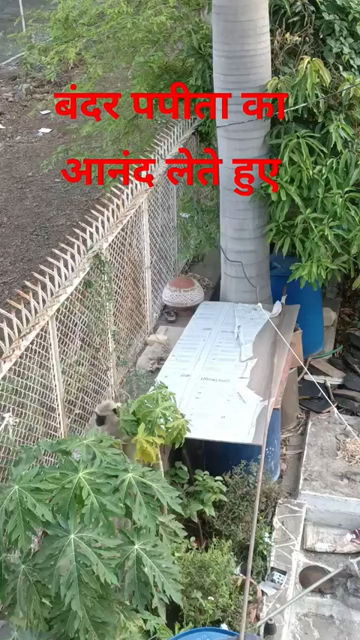 बंदर पपीता का
आनंद लेते हुए